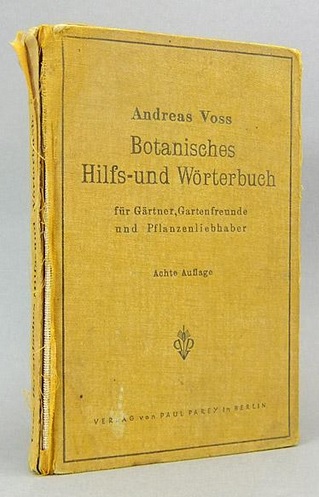 Andreas Voss
Botanisches
Hilfs-und Wörterbuch
für Gärtner, Gartenfreunde
und Pflanzenliebhaber
Achte Auflage
VERLAG von PAUL PAREY in BERLIN